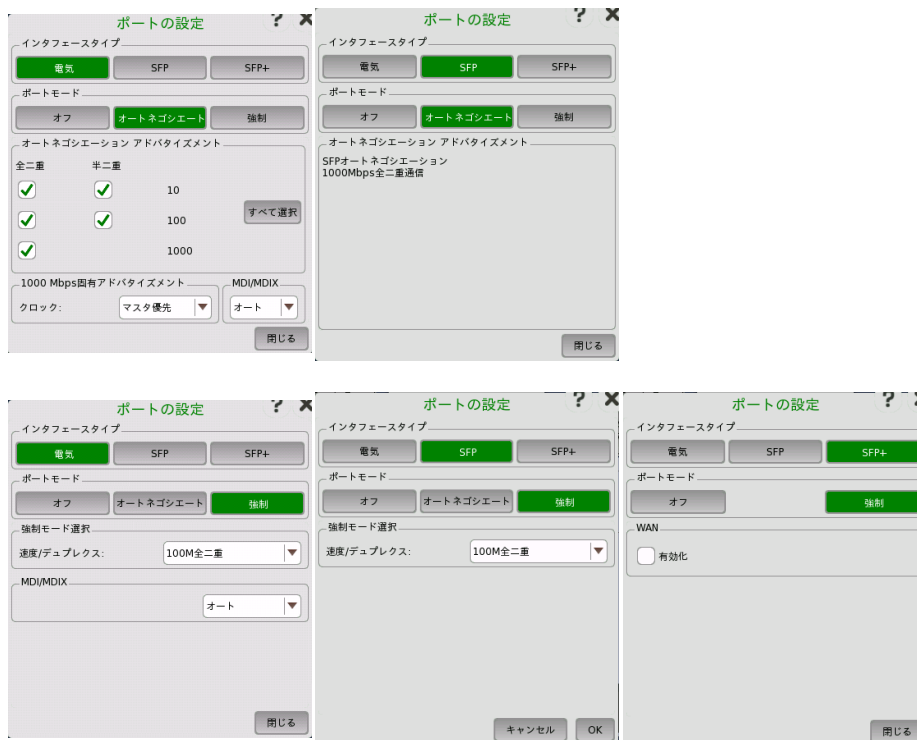 ポートの設定 ?
インタフェースタイプ
電気 SFP SFP+
ポートモード
オフ オートネゴシエート 強制
オートネゴシエーション アドバタイズメント
全二重 半二重
10
100 すべて選択
1000
1000 Mbps固有アドバタイズメント MDI/MDIX
クロック: マスタ優先 オート
閉じる
ポートの設定 ?
インタフェースタイプ
電気 SFP SFP+
ポートモード
オフ オートネゴシエート 強制
オートネゴシエーション アドバタイズメント
SFPオートネゴシエーション
1000Mbps全二重通信
閉じる
ポートの設定 ?
インタフェースタイプ
電気 SFP SFP+
ポートモード
オフ オートネゴシエート 強制
強制モード選択
速度/デュプレクス: 100M全二重
MDI/MDIX
オート
閉じる
ポートの設定 ?
インタフェースタイプ
電気 SFP SFP+
ポートモード
オフ オートネゴシエート 強制
強制モード選択
速度/デュプレクス: 100M全二重
キャンセル OK
ポートの設定 ?
インタフェースタイプ
電気 SFP SFP+
ポートモード
オフ 強制
WAN
有効化
閉じる